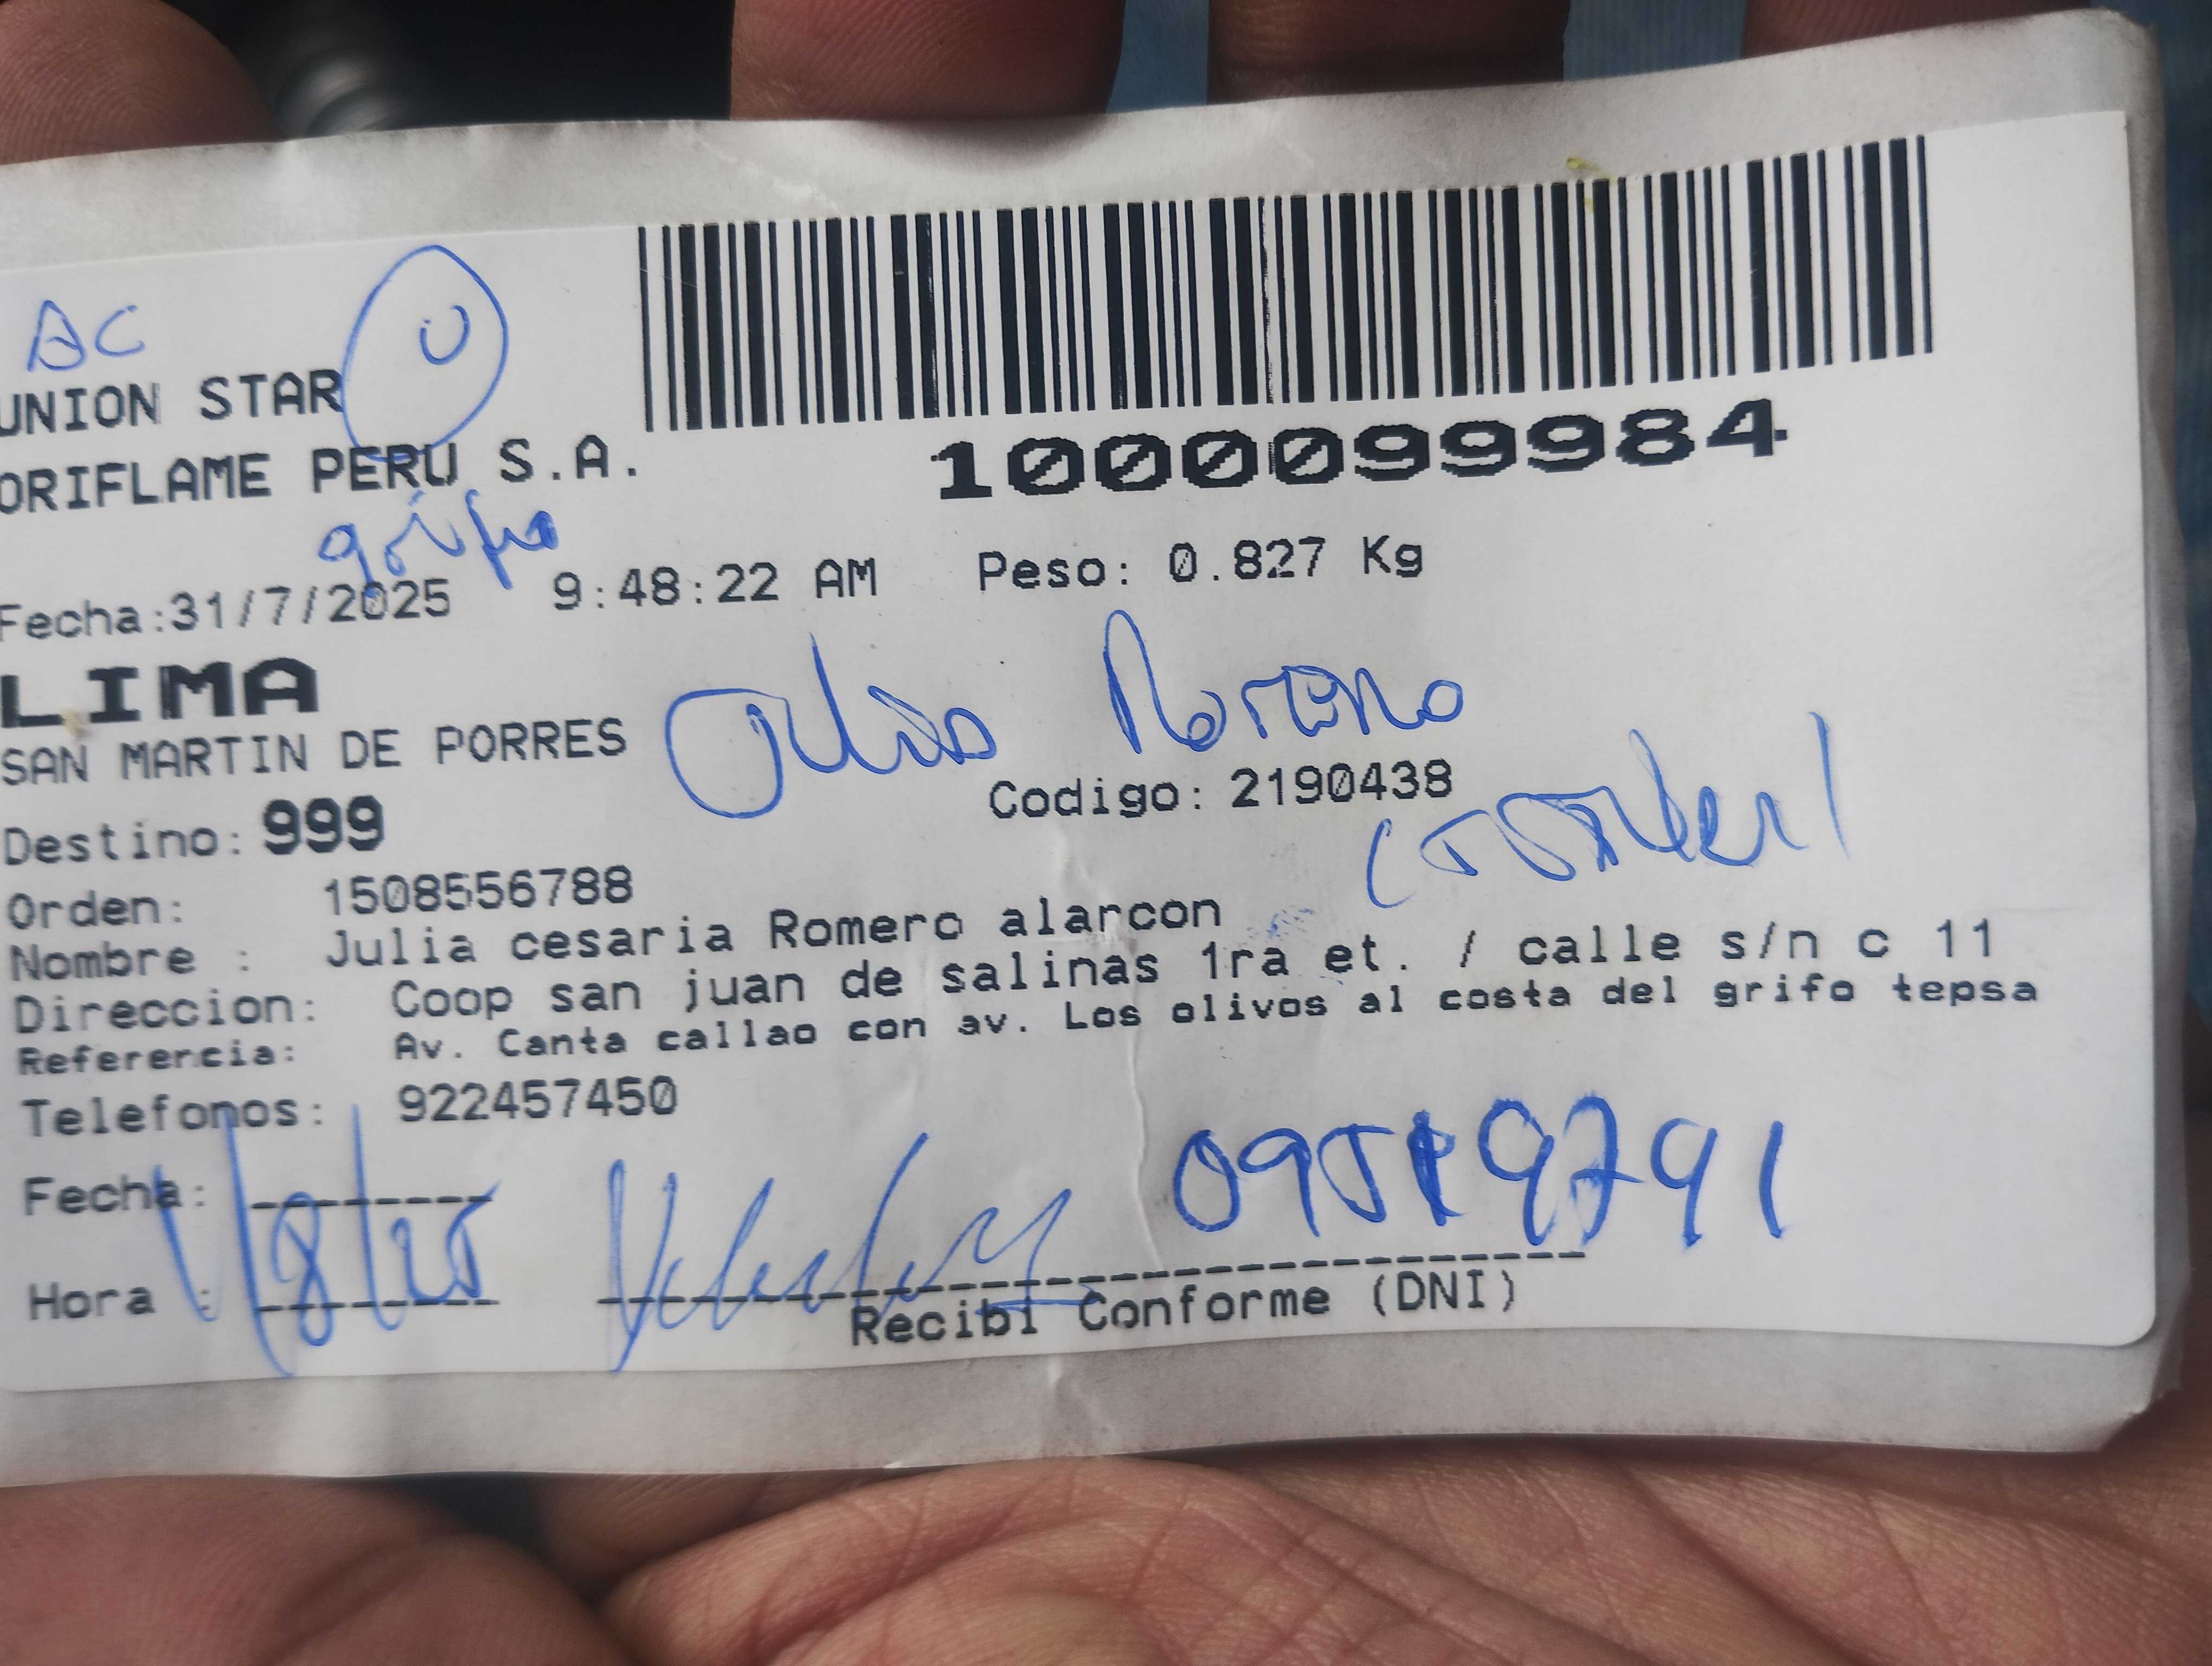 AC
U
UNION STAR
ORIFLAME PERU S.A.
1000099984
grifo
Fecha:31/7/2025 9:48:22 AM Peso: 0.827 Kg
LIMA
SAN MARTIN DE PORRES
Codigo: 2190438
Destino: 999
Orden: 1508556788
Nombre : Julia cesaria Romero alarcon
Direccion: Coop san juan de salinas 1ra et. / calle s/n c 11
Referencia: Av. Canta callao con av. Los olivos al costa del grifo tepsa
Telefonos: 922457450
Fecha: 1/8/25
Hora :
Recibi Conforme (DNI)